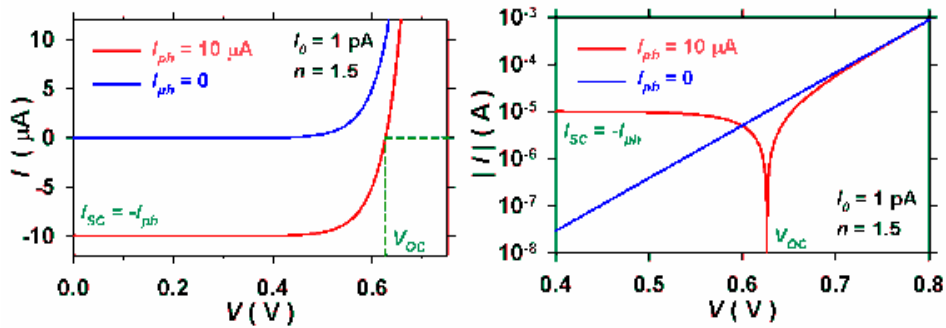 10
5
0
-5
-10
I (μA)
I_ph = 10 μA
I_ph = 0
I_0 = 1 pA
n = 1.5
I_SC = -I_ph
V_OC
0.0
0.2
0.4
0.6
V (V)
10^-3
10^-4
10^-5
10^-6
10^-7
10^-8
| I | ( A )
I_ph = 10 μA
I_ph = 0
I_SC = -I_ph
I_0 = 1 pA
n = 1.5
V_OC
0.4
0.5
0.6
0.7
0.8
V ( V )